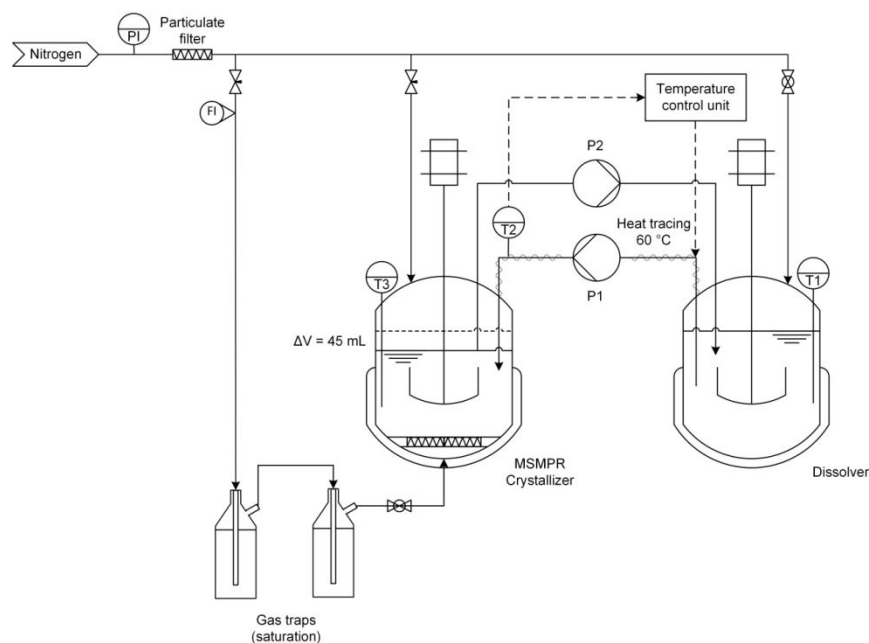 PI
Particulate
filter
Nitrogen
FI
Temperature
control unit
P2
T2
Heat tracing
60 °C
T3
P1
T1
ΔV = 45 mL
MSMPR
Crystallizer
Dissolver
Gas traps
(saturation)